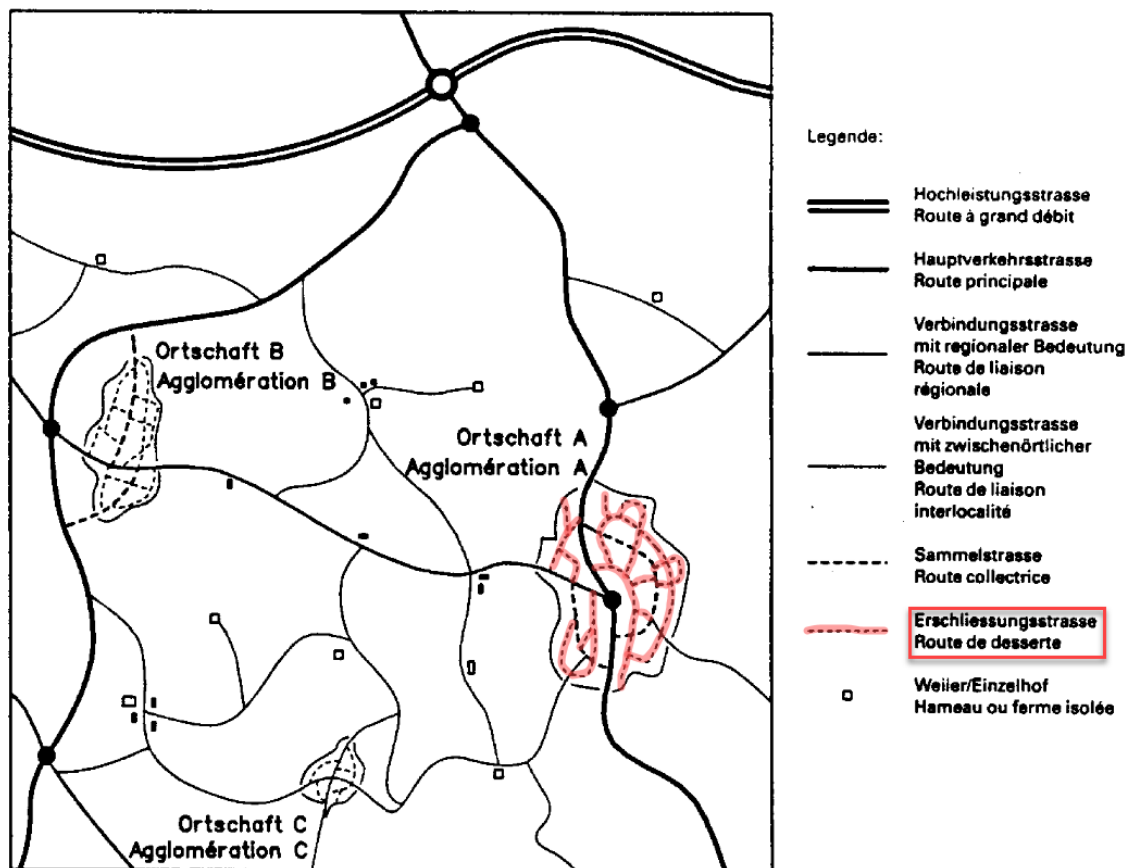 Ortschaft B
Agglomération B
Ortschaft A
Agglomération A
Ortschaft C
Agglomération C
Legende:
Hochleistungsstrasse
Route à grand débit
Hauptverkehrsstrasse
Route principale
Verbindungsstrasse
mit regionaler Bedeutung
Route de liaison
régionale
Verbindungsstrasse
mit zwischenörtlicher
Bedeutung
Route de liaison
interlocalité
Sammelstrasse
Route collectrice
Erschliessungsstrasse
Route de desserte
Weiler/Einzelhof
Hameau ou ferme isolée